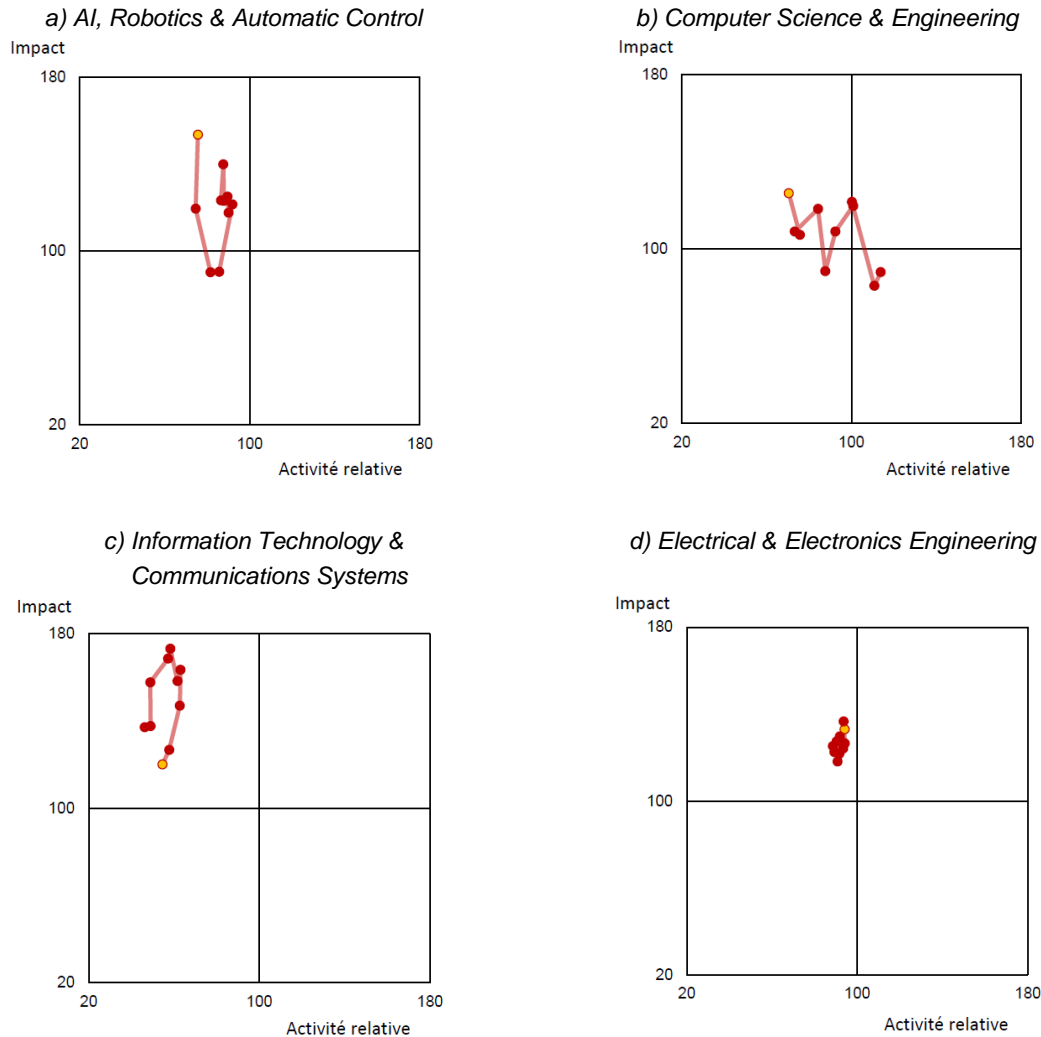 a) AI, Robotics & Automatic Control
Impact
180
100
20
20 100 180
Activité relative
b) Computer Science & Engineering
Impact
180
100
20
20 100 180
Activité relative
c) Information Technology &
Communications Systems
Impact
180
100
20
20 100 180
Activité relative
d) Electrical & Electronics Engineering
Impact
180
100
20
20 100 180
Activité relative